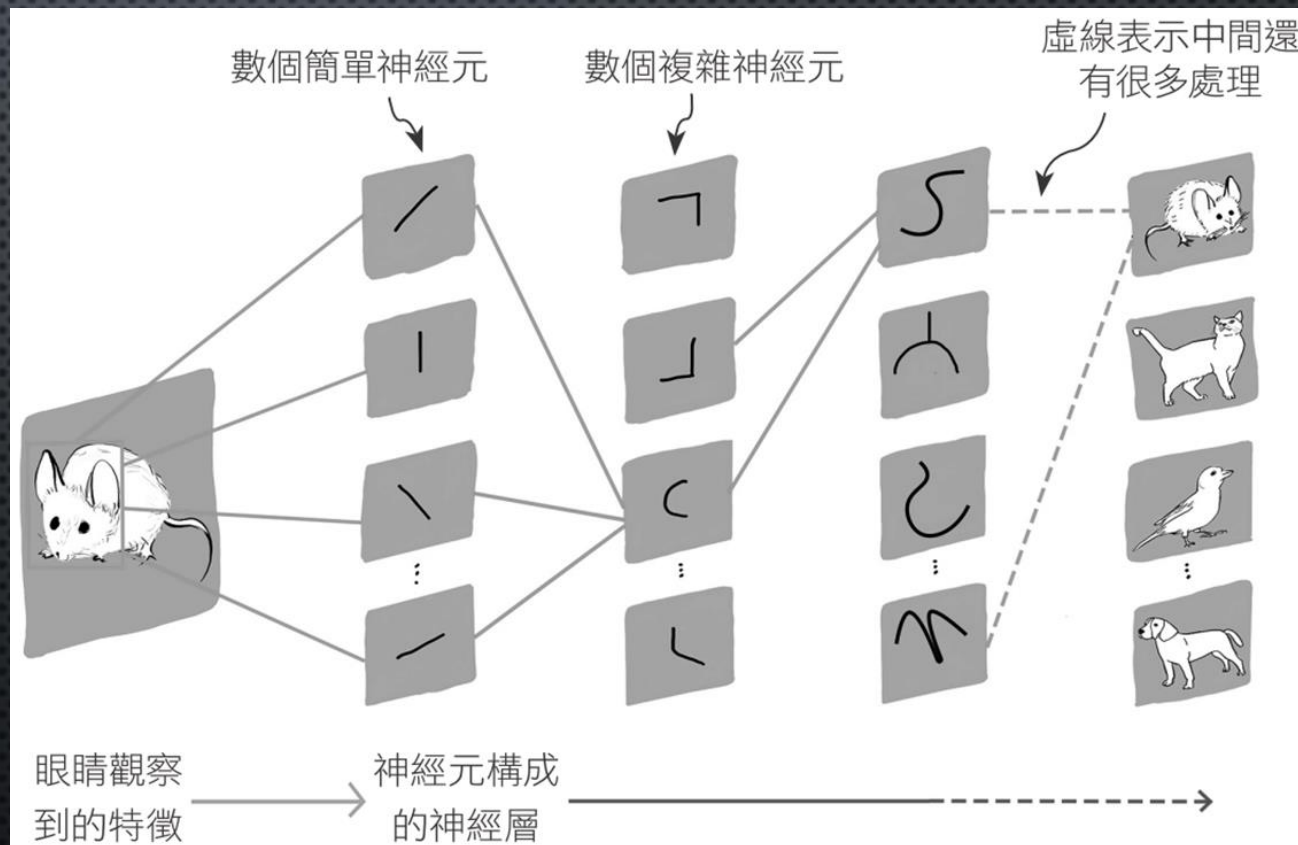 數個簡單神經元
數個複雜神經元
虛線表示中間還
有很多處理
...
...
...
...
眼睛觀察
到的特徵
神經元構成
的神經層